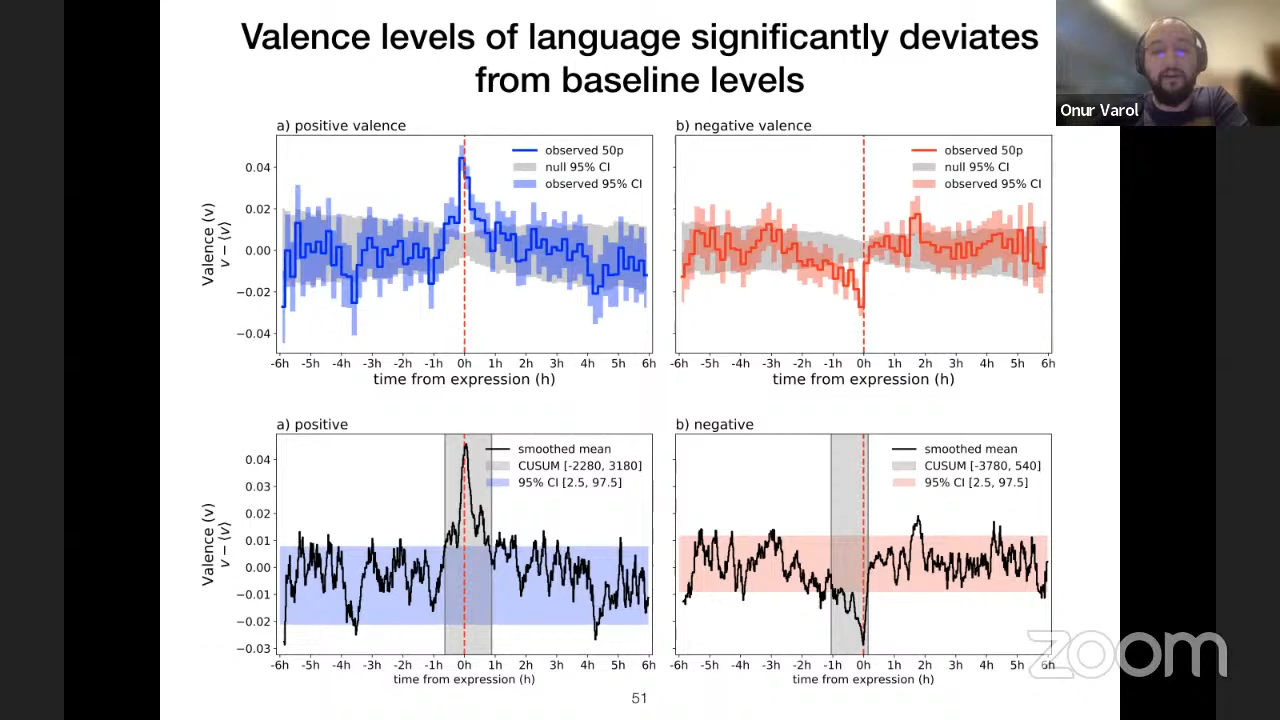 Valence levels of language significantly deviates
from baseline levels
Onur Varol
a) positive valence
observed 50p
null 95% CI
observed 95% CI
0.04
0.02
0.00
−0.02
−0.04
Valence (v)
v − ⟨v⟩
-6h -5h -4h -3h -2h -1h 0h 1h 2h 3h 4h 5h 6h
time from expression (h)
b) negative valence
observed 50p
null 95% CI
observed 95% CI
-6h -5h -4h -3h -2h -1h 0h 1h 2h 3h 4h 5h 6h
time from expression (h)
a) positive
smoothed mean
CUSUM [-2280, 3180]
95% CI [2.5, 97.5]
0.04
0.03
0.02
0.01
0.00
−0.01
−0.02
−0.03
Valence (v)
v − ⟨v⟩
-6h -5h -4h -3h -2h -1h 0h 1h 2h 3h 4h 5h 6h
time from expression (h)
b) negative
smoothed mean
CUSUM [-3780, 540]
95% CI [2.5, 97.5]
-6h -5h -4h -3h -2h -1h 0h 1h 2h 3h 4h 5h 6h
time from expression (h)
zoom
51